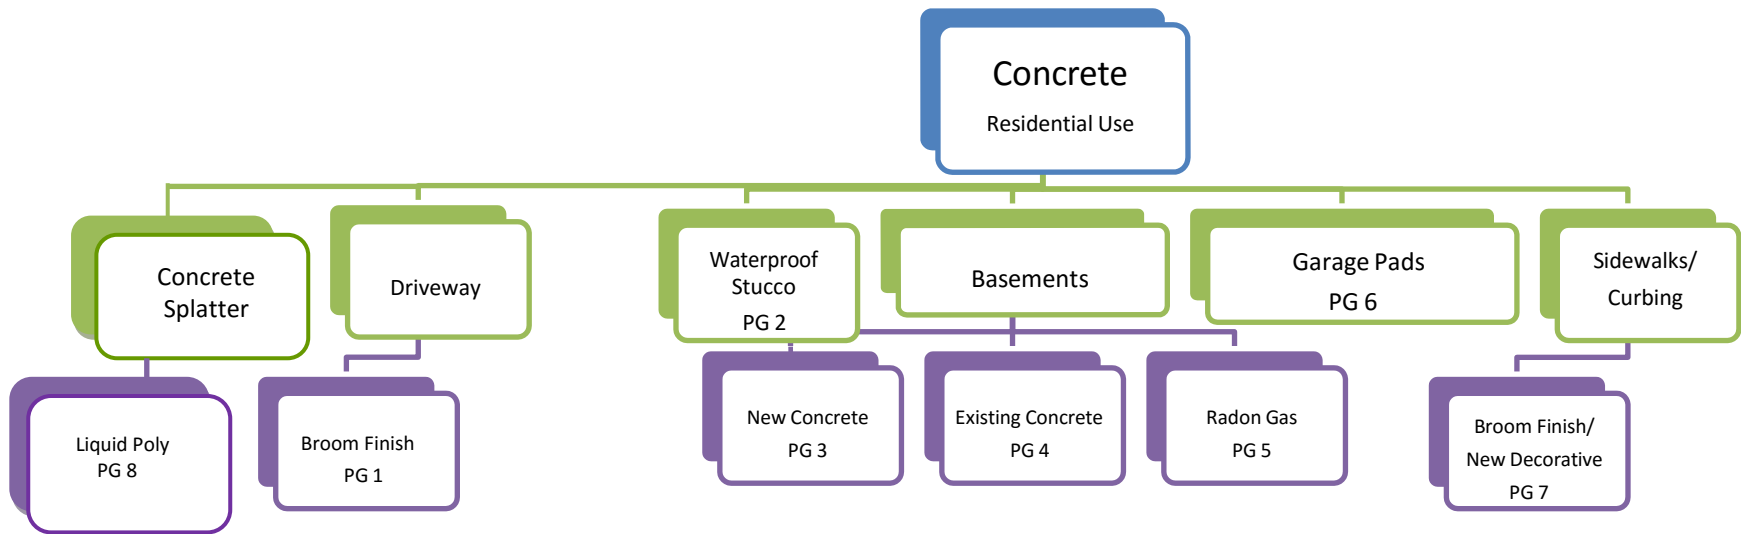 Concrete
Residential Use
Concrete
Splatter
Driveway
Waterproof
Stucco
PG 2
Basements
Garage Pads
PG 6
Sidewalks/
Curbing
Liquid Poly
PG 8
Broom Finish
PG 1
New Concrete
PG 3
Existing Concrete
PG 4
Radon Gas
PG 5
Broom Finish/
New Decorative
PG 7